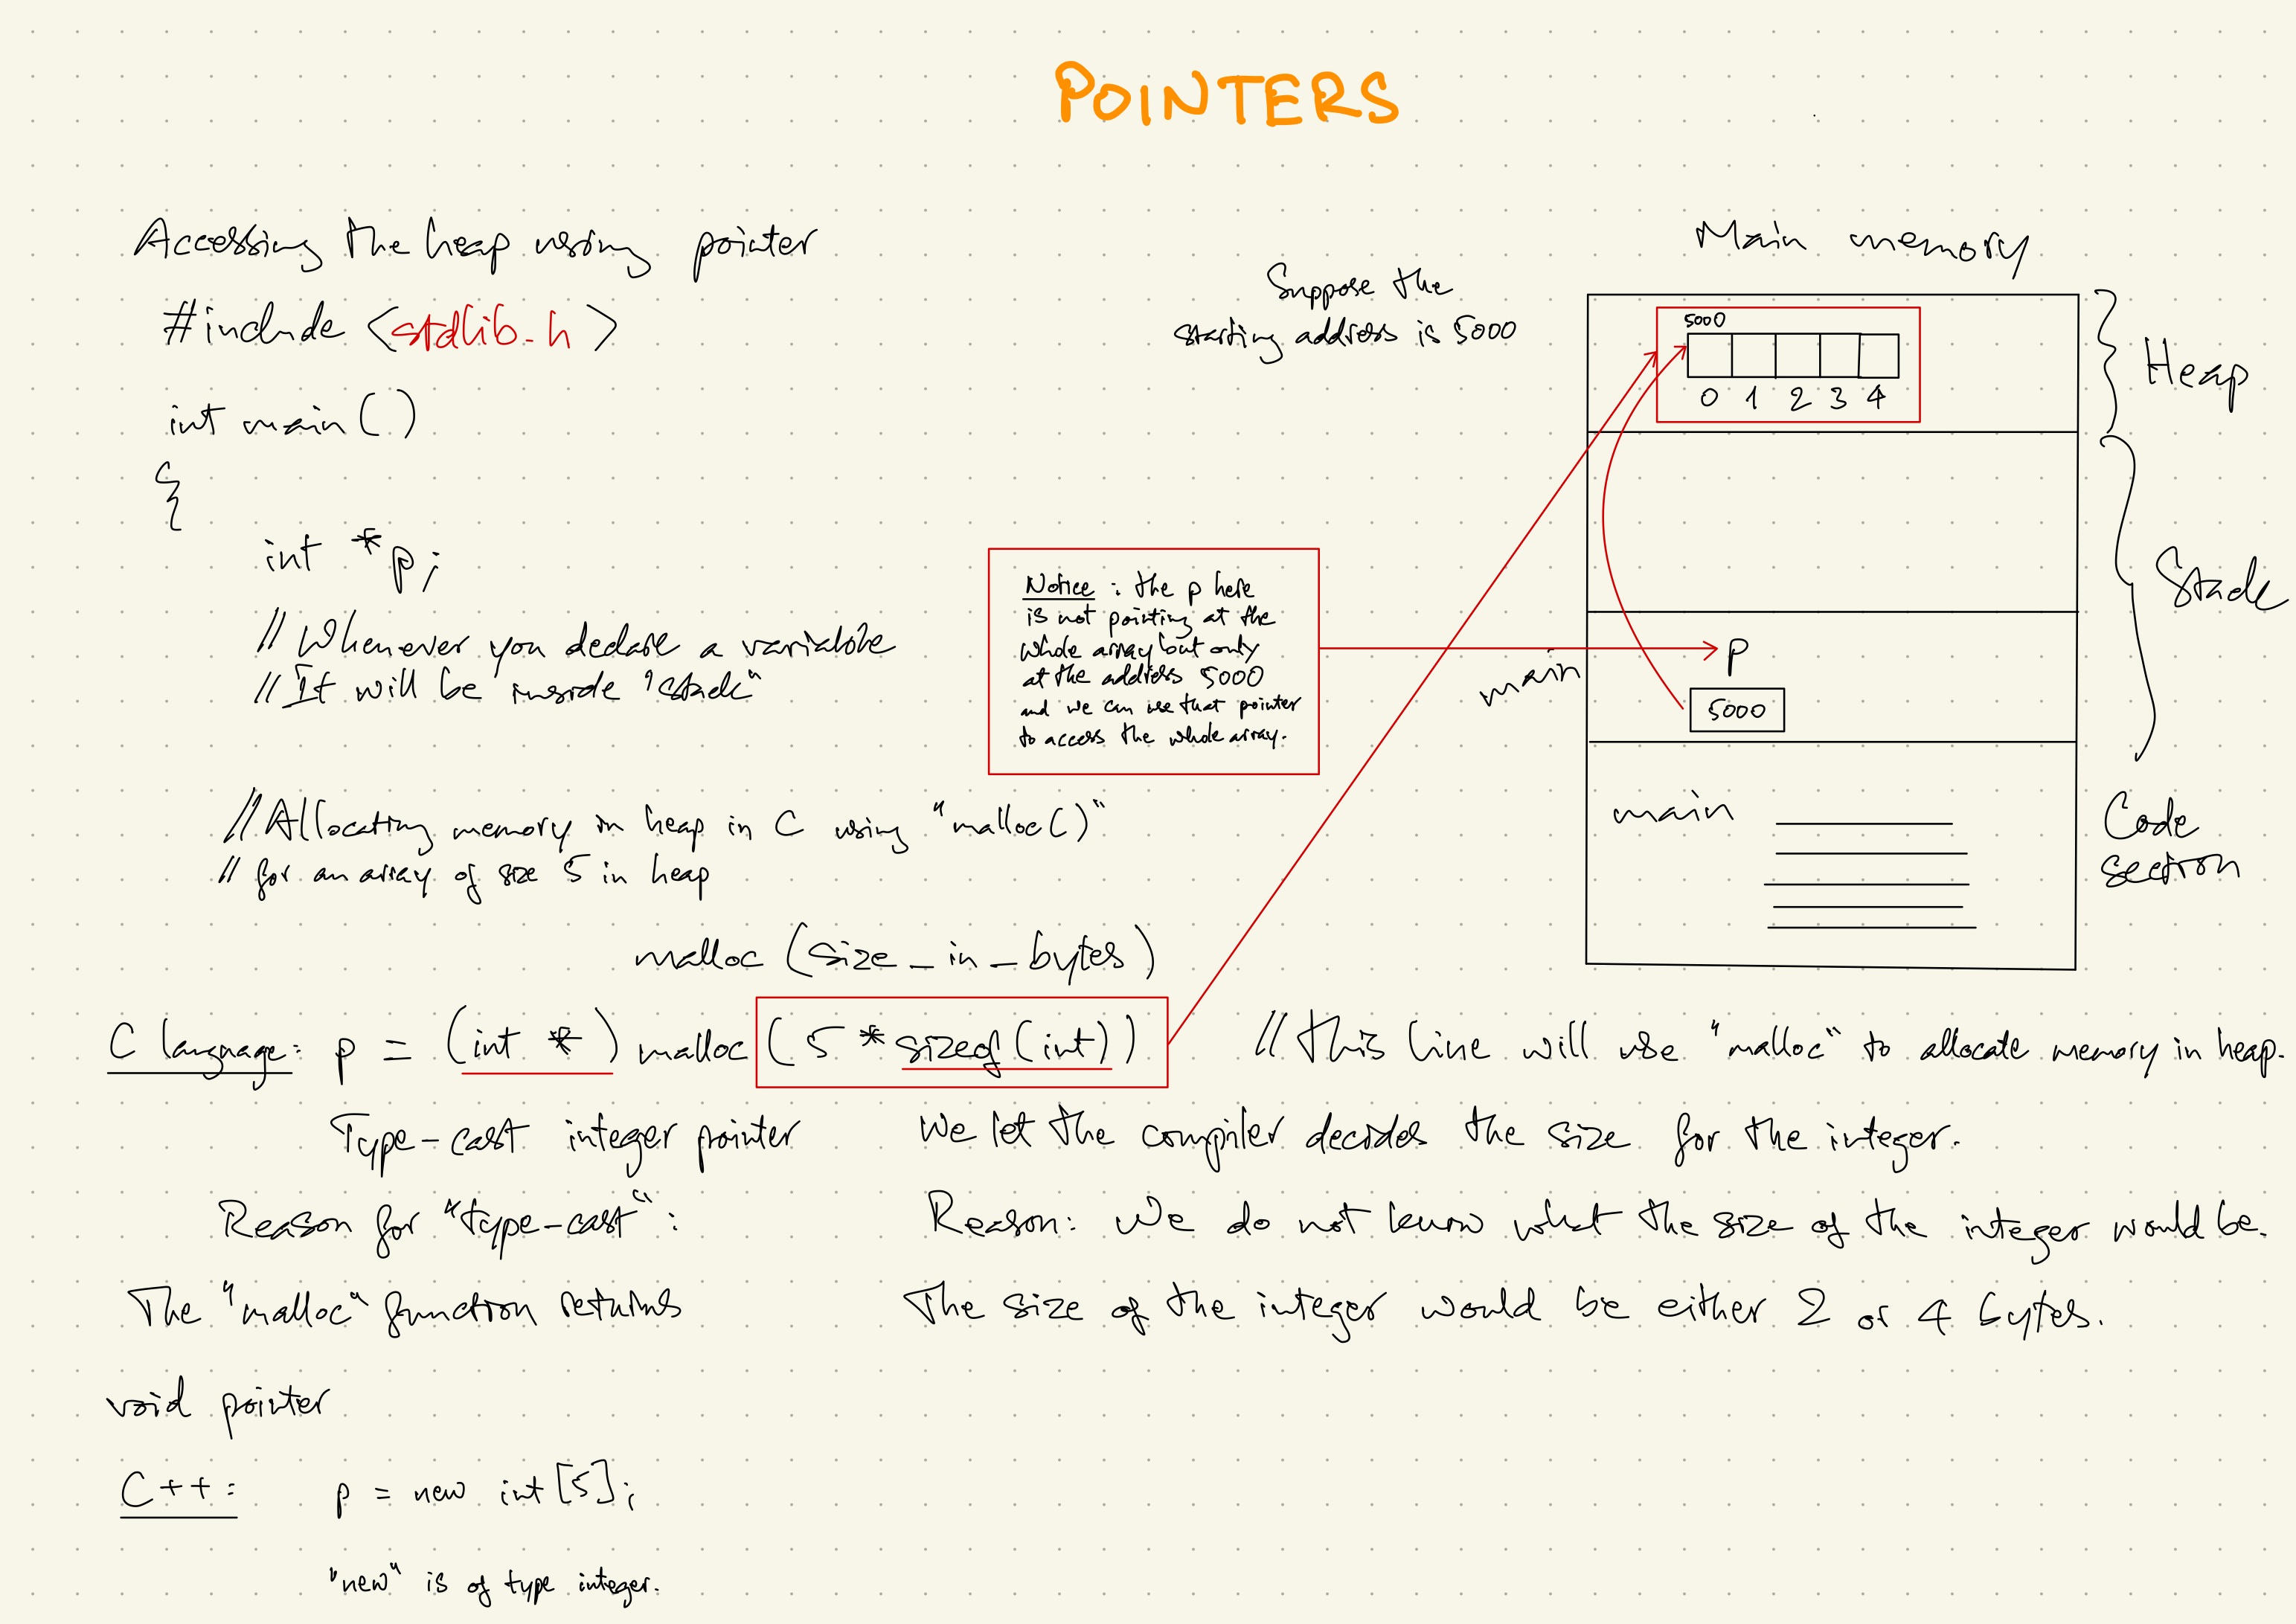 POINTERS
Accessing the heap using pointer
#include <stdlib.h>
int main()
{
int *p;
// Whenever you declare a variable
// It will be inside "stack"
// Allocating memory in heap in C using "malloc()"
// for an array of size 5 in heap
malloc (size_in_bytes)
C language: p = (int *) malloc (5 * sizeof (int)) // This line will use "malloc" to allocate memory in heap.
Type-cast integer pointer
We let the compiler decides the size for the integer.
Reason for "type-cast":
Reason: We do not know what the size of the integer would be.
The "malloc" function returns
The size of the integer would be either 2 or 4 bytes.
void pointer
C++: p = new int[5];
"new" is of type integer.
Suppose the
starting address is 5000
Notice : the p here
is not pointing at the
whole array but only
at the address 5000
and we can use that pointer
to access the whole array.
Main memory
5000
0 1 2 3 4
Heap
Stack
main
p
5000
main
Code
section